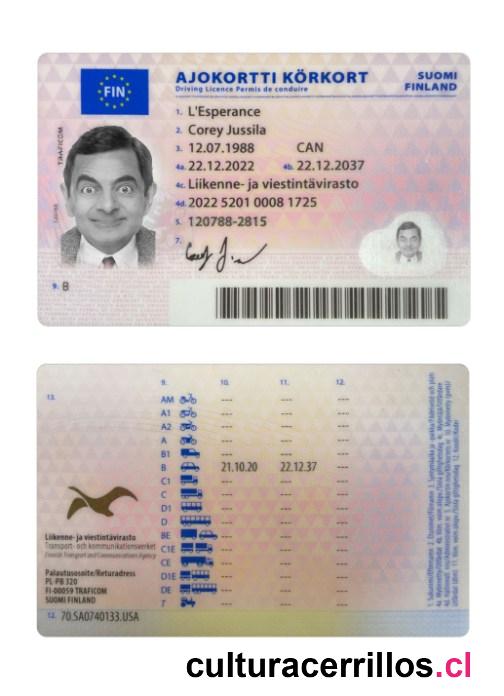 FIN
AJOKORTTI KÖRKORT
Driving Licence Permis de conduire
SUOMI
FINLAND
TRAFICOM
1. L'Esperance
2. Corey Jussila
3. 12.07.1988 CAN
4a. 22.12.2022 4b. 22.12.2037
4c. Liikenne- ja viestintävirasto
4d. 2022 5201 0008 1725
5. 120788-2815
7.
9. B
9. 10. 11. 12.
13.
AM --- --- ---
A1 --- --- ---
A2 --- --- ---
A --- --- ---
B1 --- --- ---
B 21.10.20 22.12.37 ---
C1 --- --- ---
C --- --- ---
D1 --- --- ---
D --- --- ---
BE --- --- ---
C1E --- --- ---
CE --- --- ---
D1E --- --- ---
DE --- --- ---
T --- --- ---
Liikenne- ja viestintävirasto
Transport- och kommunikationsverket
Finnish Transport and Communications Agency
Palautusosoite/Returadress
PL-PB 320
FI-00059 TRAFICOM
SUOMI FINLAND
12. 70.SA0740133.USA
culturacerrillos.cl